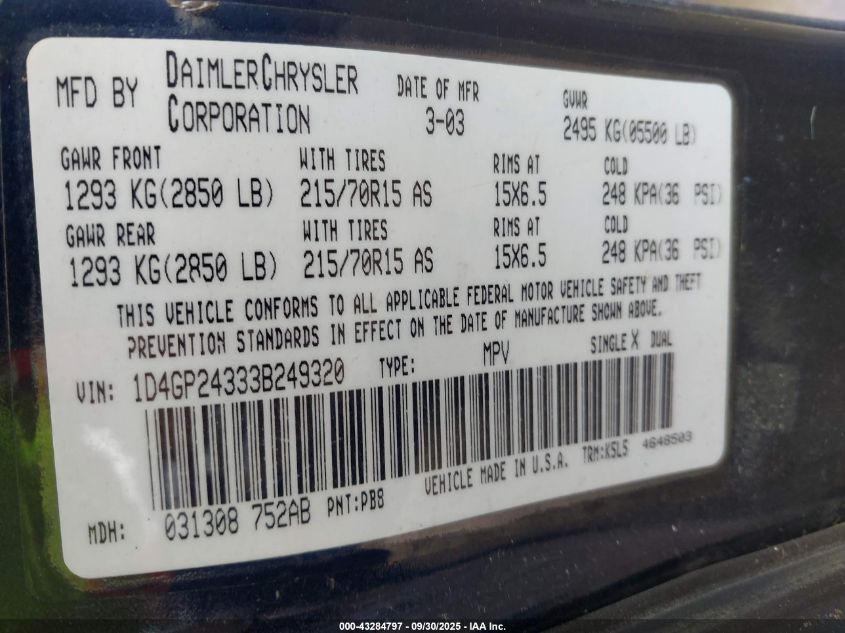 MFD BY DAIMLERCHRYSLER CORPORATION
DATE OF MFR 3-03
GVWR 2495 KG(05500 LB)
GAWR FRONT WITH TIRES RIMS AT COLD
1293 KG(2850 LB) 215/70R15 AS 15X6.5 248 KPA(36 PSI)
GAWR REAR WITH TIRES RIMS AT COLD
1293 KG(2850 LB) 215/70R15 AS 15X6.5 248 KPA(36 PSI)
THIS VEHICLE CONFORMS TO ALL APPLICABLE FEDERAL MOTOR VEHICLE SAFETY AND THEFT
PREVENTION STANDARDS IN EFFECT ON THE DATE OF MANUFACTURE SHOWN ABOVE.
VIN: 1D4GP24333B249320 TYPE: MPV SINGLE X DUAL
MDH: 031308 752AB PNT:PB8 VEHICLE MADE IN U.S.A. TRM:K5L5 4648503
000-43284797 - 09/30/2025 - IAA Inc.